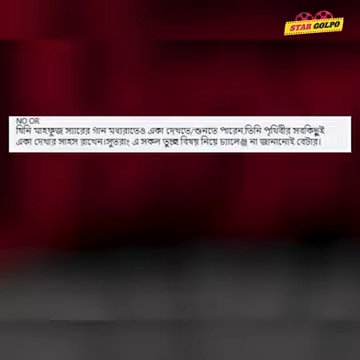 STAR GOLPO
NO OR
যিনি মাহফুজ স্যারের গান মধ্যরাতেও একা দেখতে/শুনতে পারেন,তিনি পৃথিবীর সবকিছুই
একা দেখার সাহস রাখেন।সুতরাং এ সকল তুচ্ছ বিষয় নিয়ে চ্যালেঞ্জ না জানানোই বেটার।